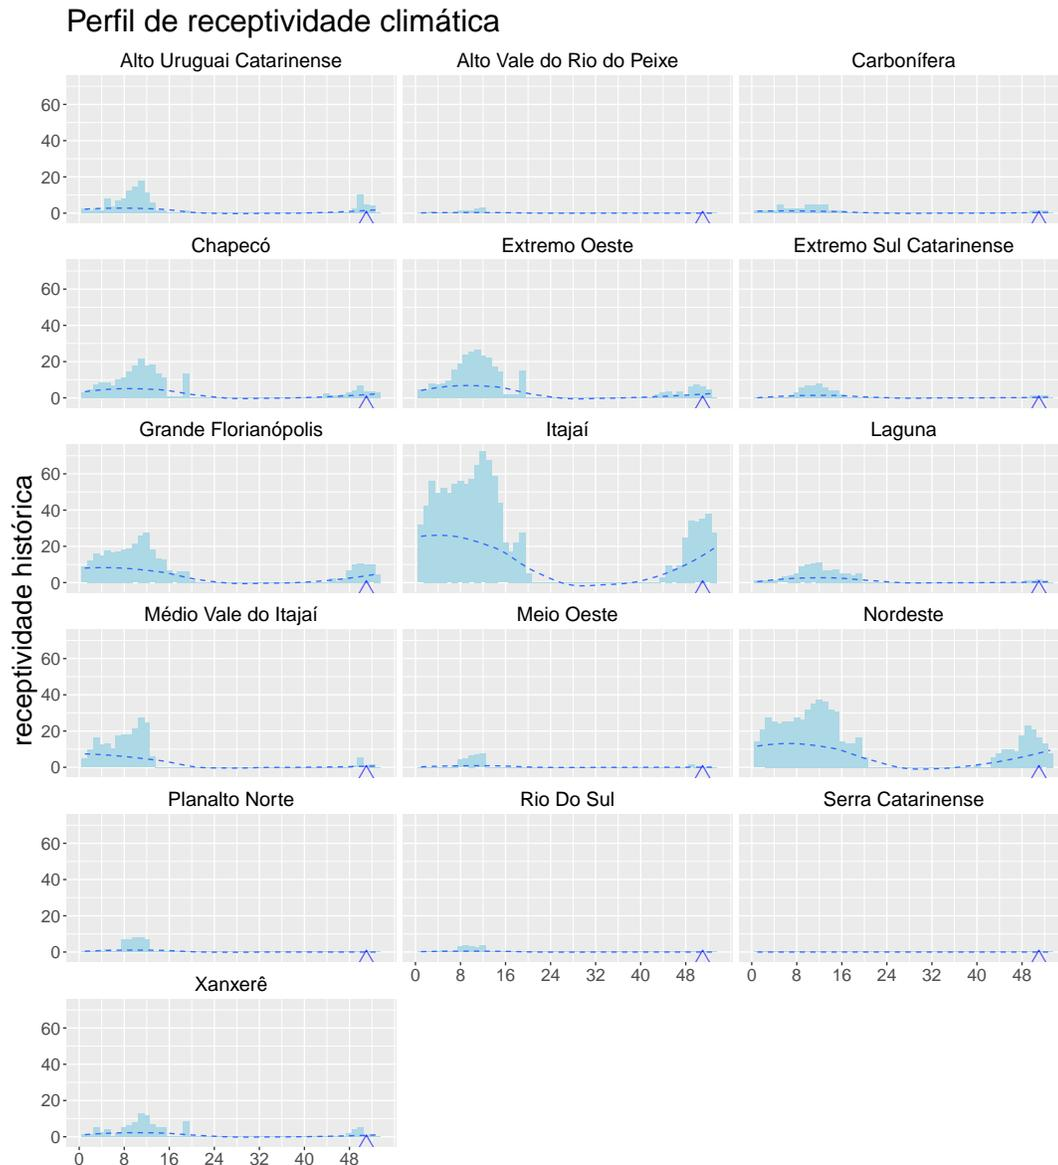 Perfil de receptividade climática
Alto Uruguai Catarinense
Alto Vale do Rio do Peixe
Carbonífera
60
40
20
0
Chapecó
Extremo Oeste
Extremo Sul Catarinense
60
40
20
0
Grande Florianópolis
Itajaí
Laguna
60
40
20
0
receptividade histórica
Médio Vale do Itajaí
Meio Oeste
Nordeste
60
40
20
0
Planalto Norte
Rio Do Sul
Serra Catarinense
60
40
20
0
0 8 16 24 32 40 48
0 8 16 24 32 40 48
Xanxerê
60
40
20
0
0 8 16 24 32 40 48